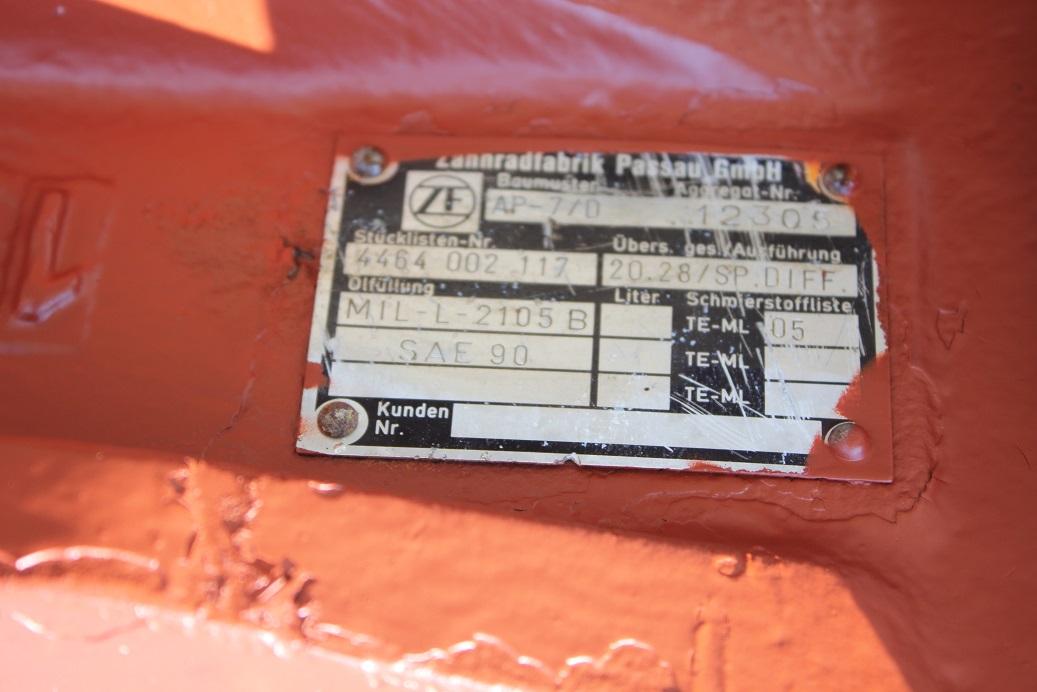 Zahnradfabrik Passau GmbH
ZF
Baumuster Aggregat-Nr.
AP-7/D 12305
Stücklisten-Nr. Übers. ges./Ausführung
4464 002 117 20.28/SP.DIFF.
Ölfüllung Liter Schmierstoffliste
MIL-L-2105 B TE-ML 05
SAE 90 TE-ML
TE-ML
Kunden
Nr.